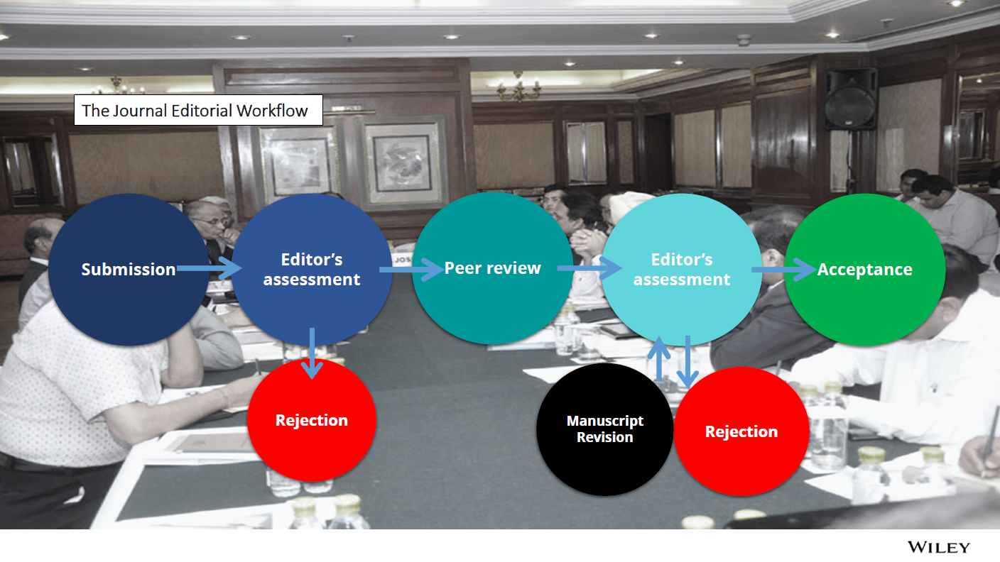 The Journal Editorial Workflow
Submission
Editor's
assessment
Peer review
Editor's
assessment
Acceptance
Rejection
Manuscript
Revision
Rejection
WILEY